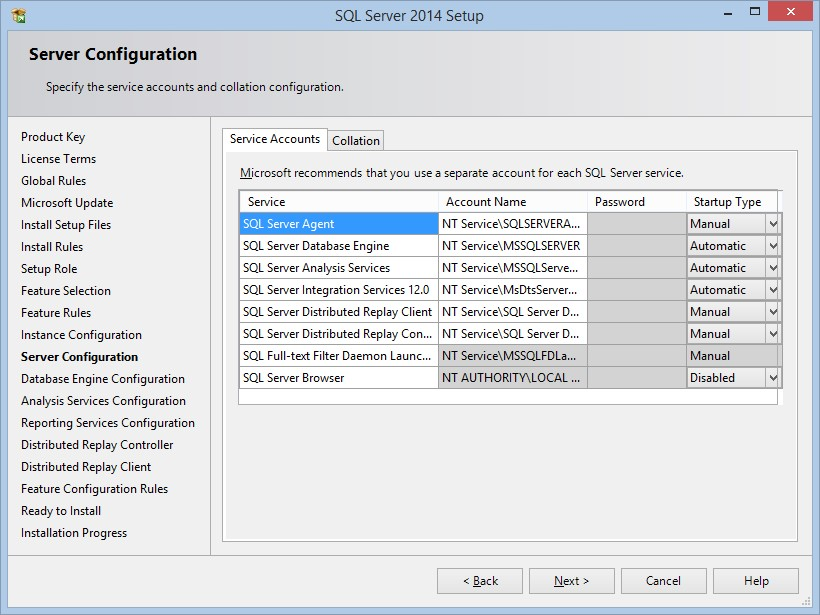 SQL Server 2014 Setup
Server Configuration
Specify the service accounts and collation configuration.
Product Key
License Terms
Global Rules
Microsoft Update
Install Setup Files
Install Rules
Setup Role
Feature Selection
Feature Rules
Instance Configuration
Server Configuration
Database Engine Configuration
Analysis Services Configuration
Reporting Services Configuration
Distributed Replay Controller
Distributed Replay Client
Feature Configuration Rules
Ready to Install
Installation Progress
Service Accounts Collation
Microsoft recommends that you use a separate account for each SQL Server service.
Service Account Name Password Startup Type
SQL Server Agent NT Service\SQLSERVERA... Manual
SQL Server Database Engine NT Service\MSSQLSERVER Automatic
SQL Server Analysis Services NT Service\MSSQLServe... Automatic
SQL Server Integration Services 12.0 NT Service\MsDtsServer... Automatic
SQL Server Distributed Replay Client NT Service\SQL Server D... Manual
SQL Server Distributed Replay Con... NT Service\SQL Server D... Manual
SQL Full-text Filter Daemon Launc... NT Service\MSSQLFDLa... Manual
SQL Server Browser NT AUTHORITY\LOCAL ... Disabled
< Back Next > Cancel Help